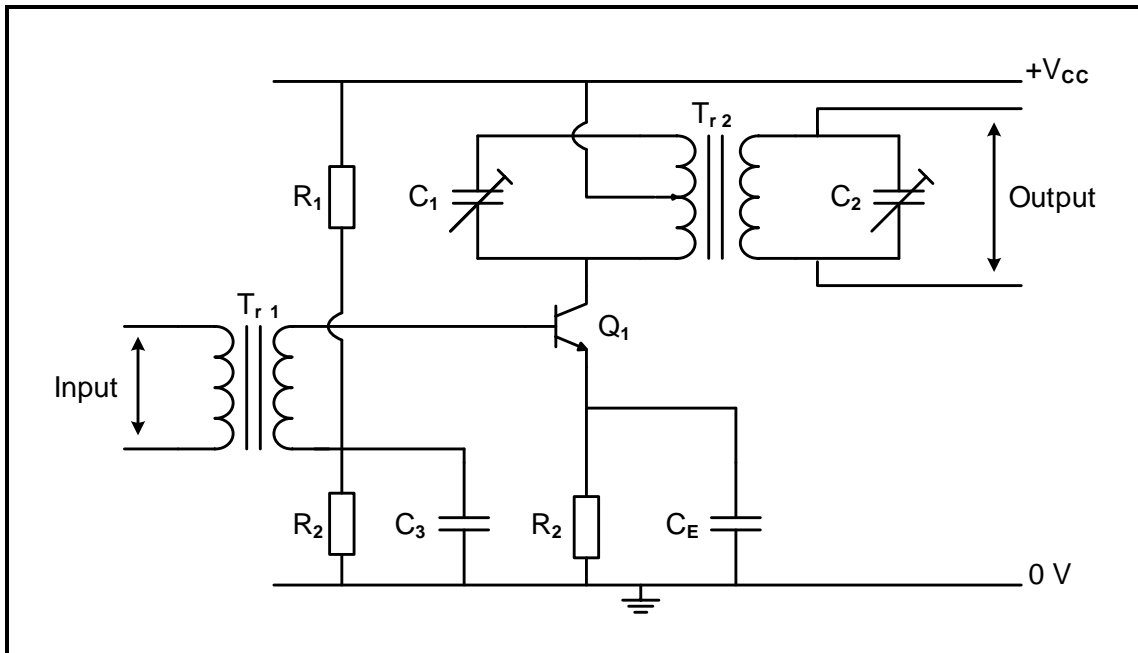 +VCC
Tr 2
R1
C1
C2
Output
Tr 1
Q1
Input
R2
C3
R2
CE
0 V